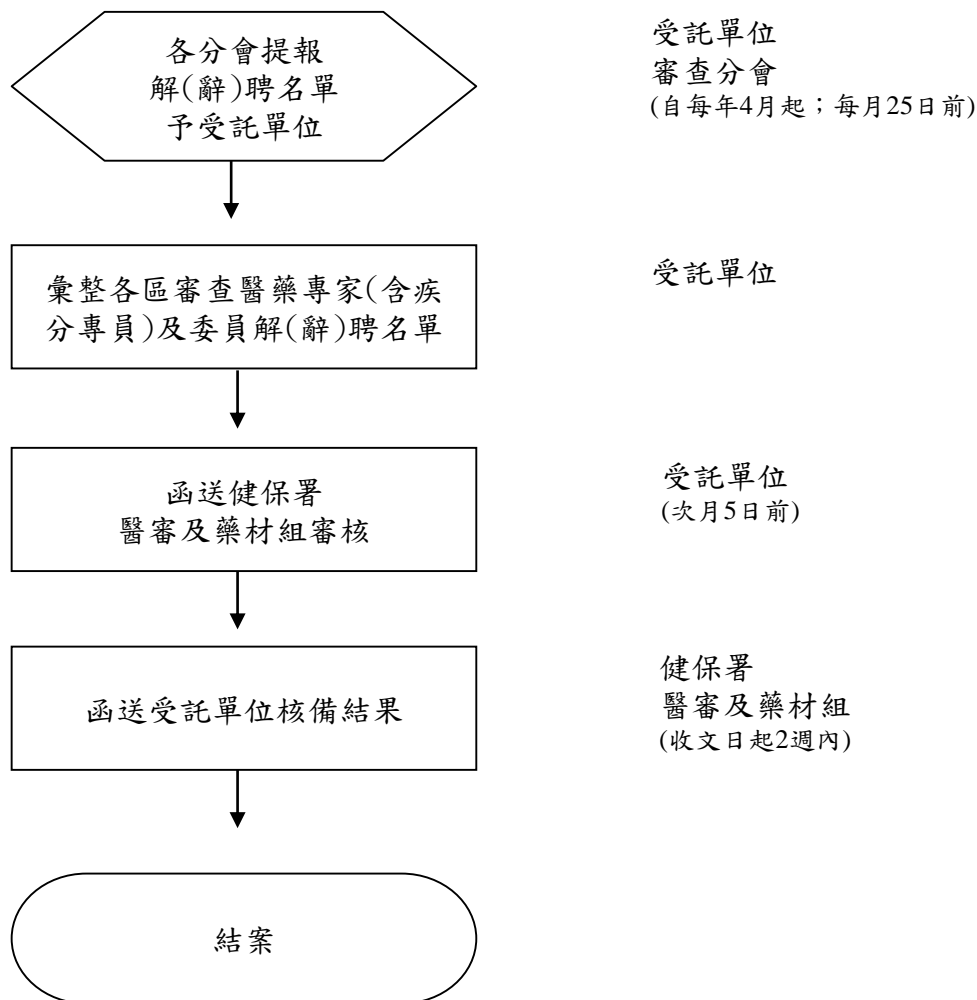 各分會提報
解(辭)聘名單
予受託單位
受託單位
審查分會
(自每年4月起；每月25日前)
彙整各區審查醫藥專家(含疾
分專員)及委員解(辭)聘名單
受託單位
函送健保署
醫審及藥材組審核
受託單位
(次月5日前)
函送受託單位核備結果
健保署
醫審及藥材組
(收文日起2週內)
結案